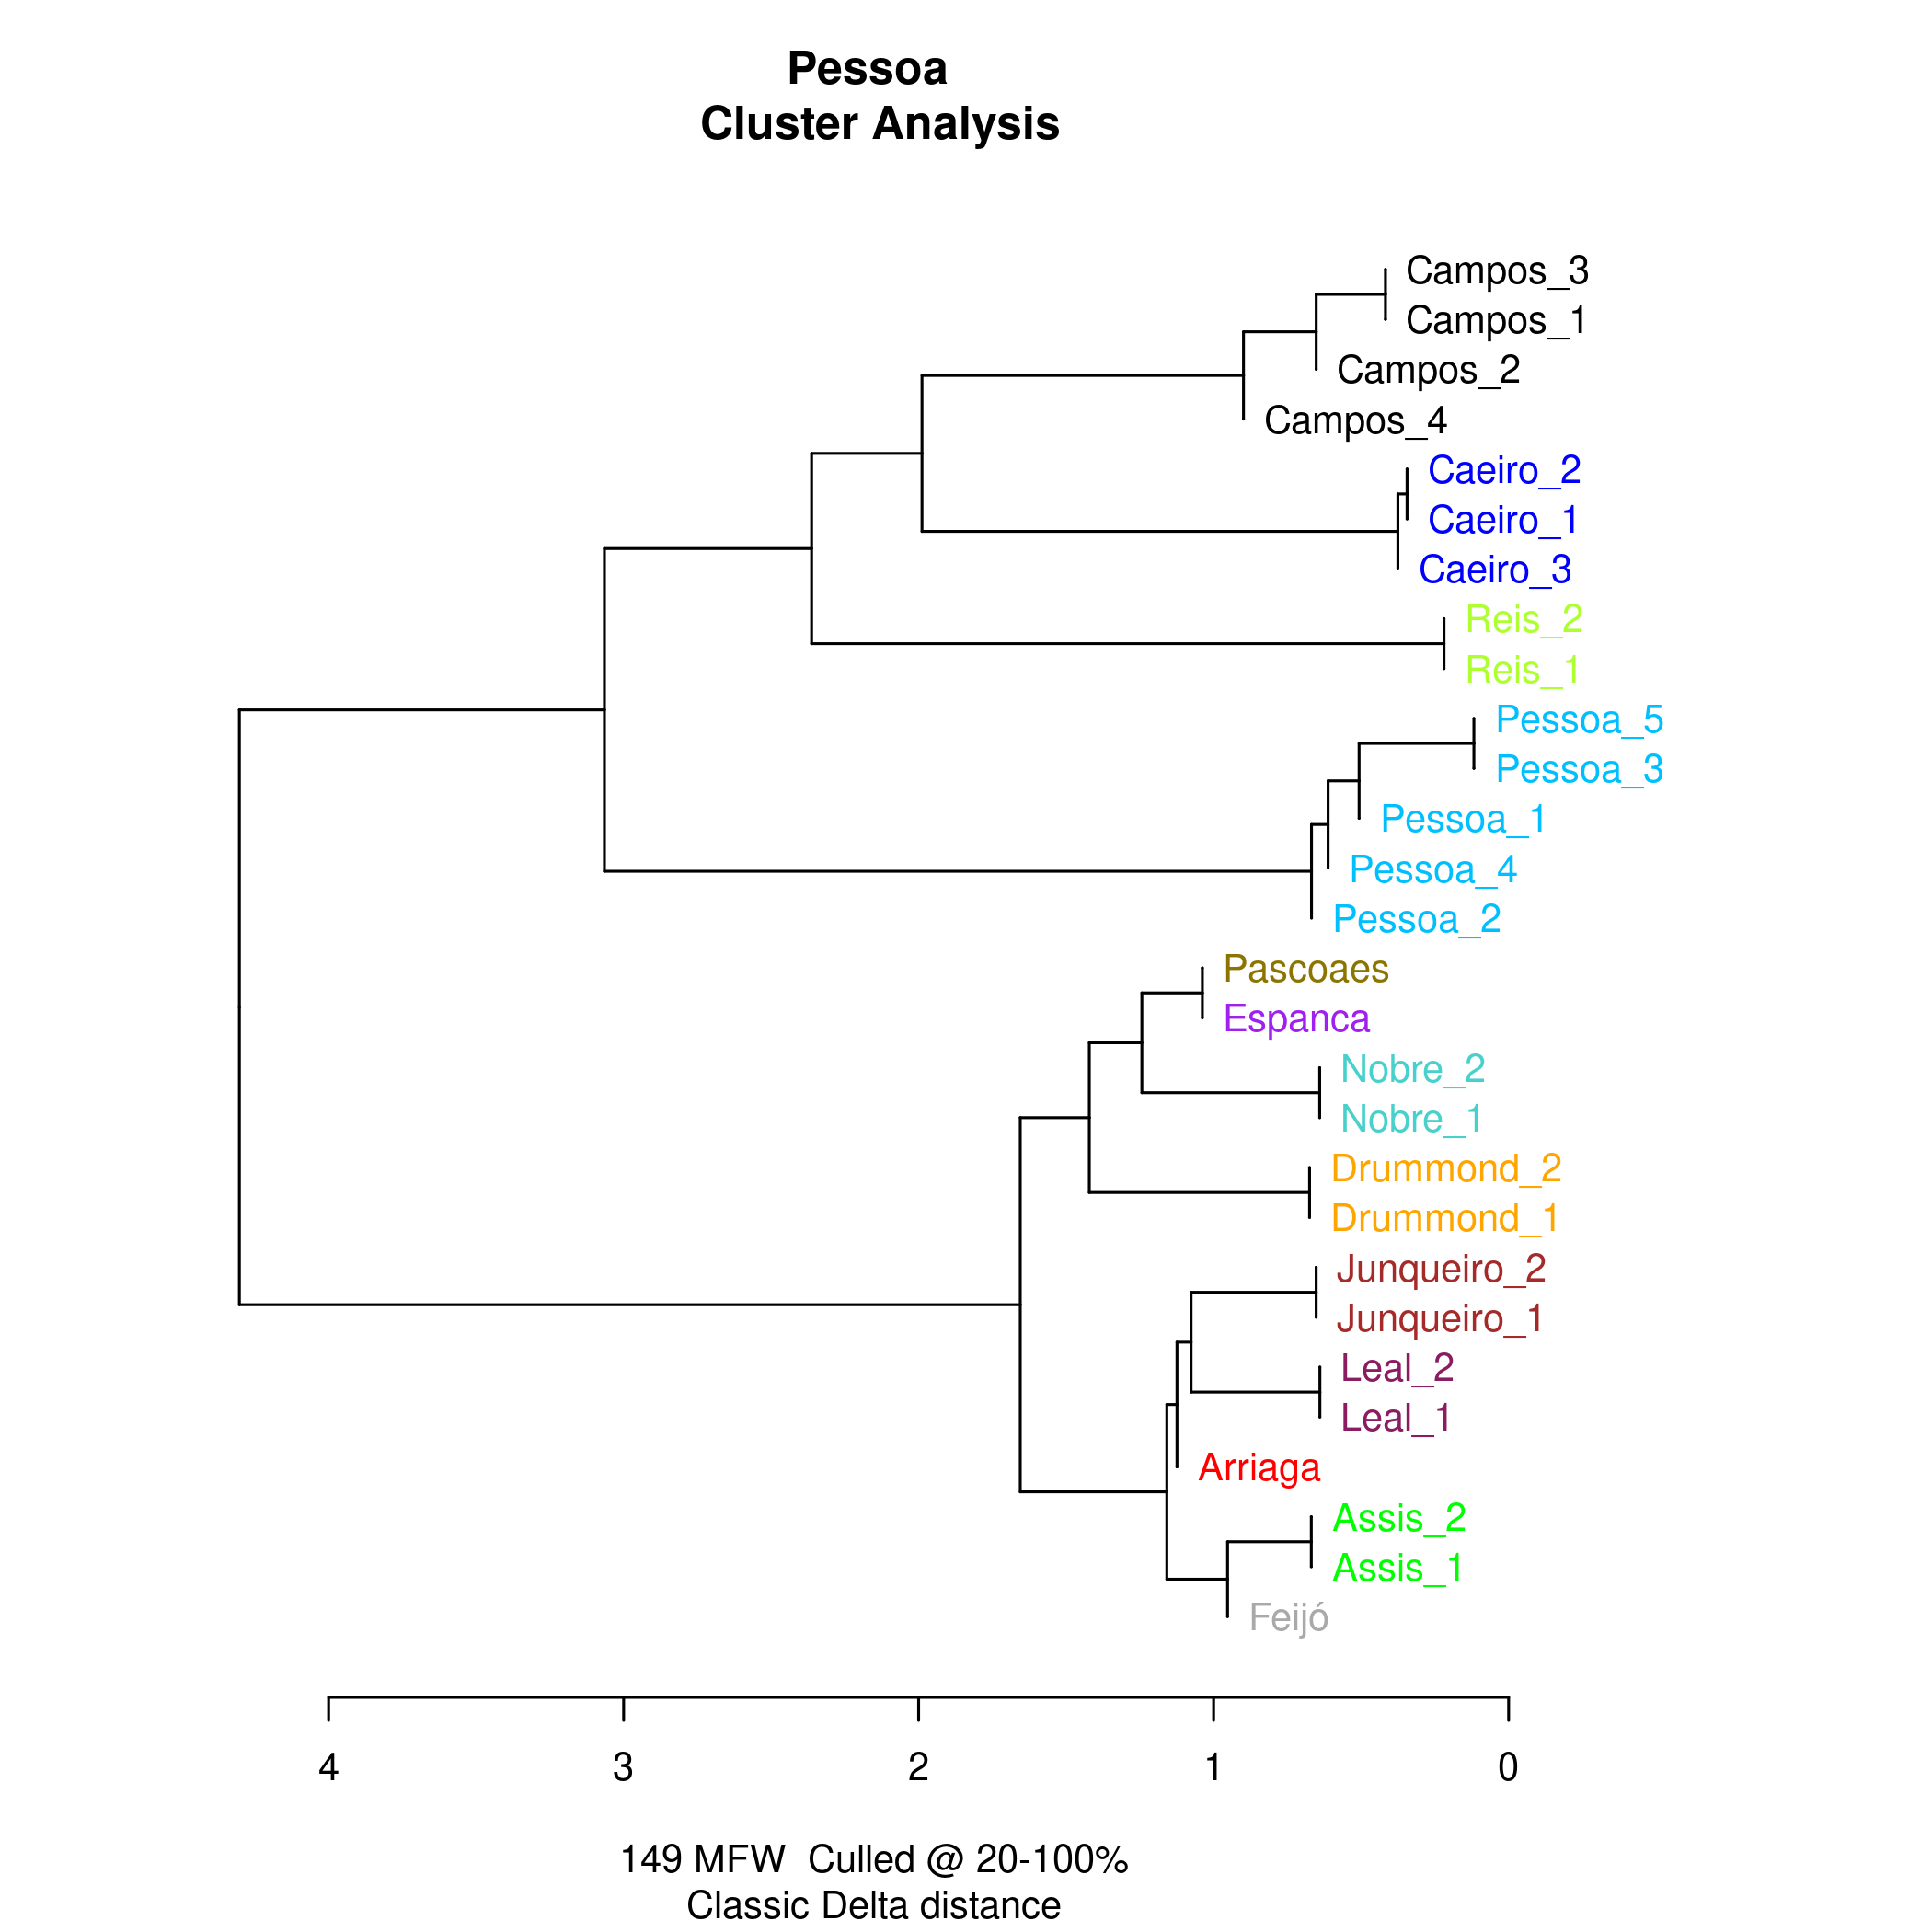 Pessoa
Cluster Analysis
Campos_3
Campos_1
Campos_2
Campos_4
Caeiro_2
Caeiro_1
Caeiro_3
Reis_2
Reis_1
Pessoa_5
Pessoa_3
Pessoa_1
Pessoa_4
Pessoa_2
Pascoaes
Espanca
Nobre_2
Nobre_1
Drummond_2
Drummond_1
Junqueiro_2
Junqueiro_1
Leal_2
Leal_1
Arriaga
Assis_2
Assis_1
Feijó
4 3 2 1 0
149 MFW  Culled @ 20-100%
Classic Delta distance